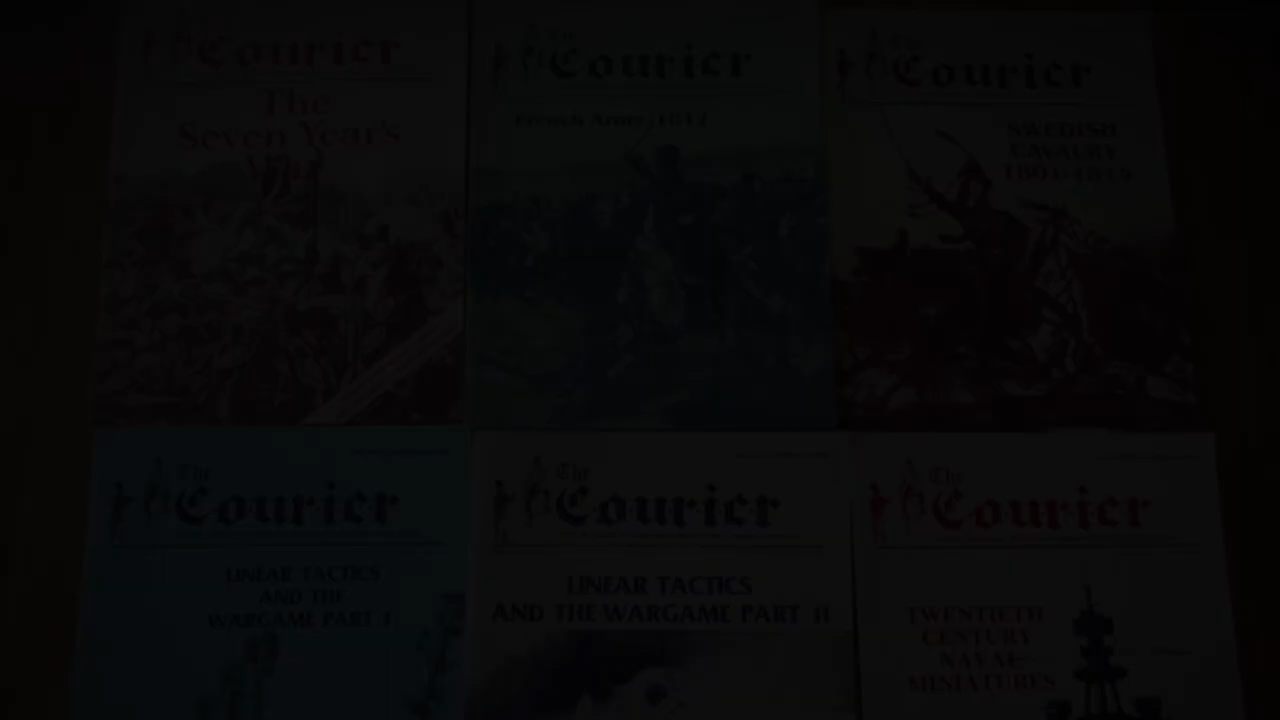 The
Courier
The
Seven Year's
War
The
Courier
French Army 1812
The
Courier
SWEDISH
CAVALRY
The
Courier
LINEAR TACTICS
AND THE
WARGAME PART I
The
Courier
LINEAR TACTICS
AND THE WARGAME PART II
The
Courier
TWENTIETH
CENTURY
NAVAL
MINIATURES